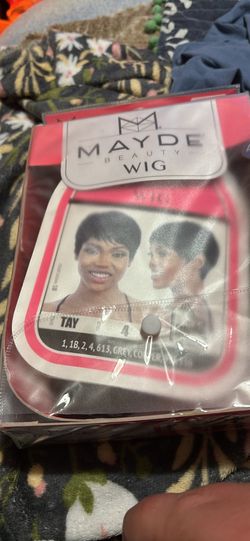 MAYDE
BEAUTY
WIG
TAY
4
1, 1B, 2, 4, 613, GREY,